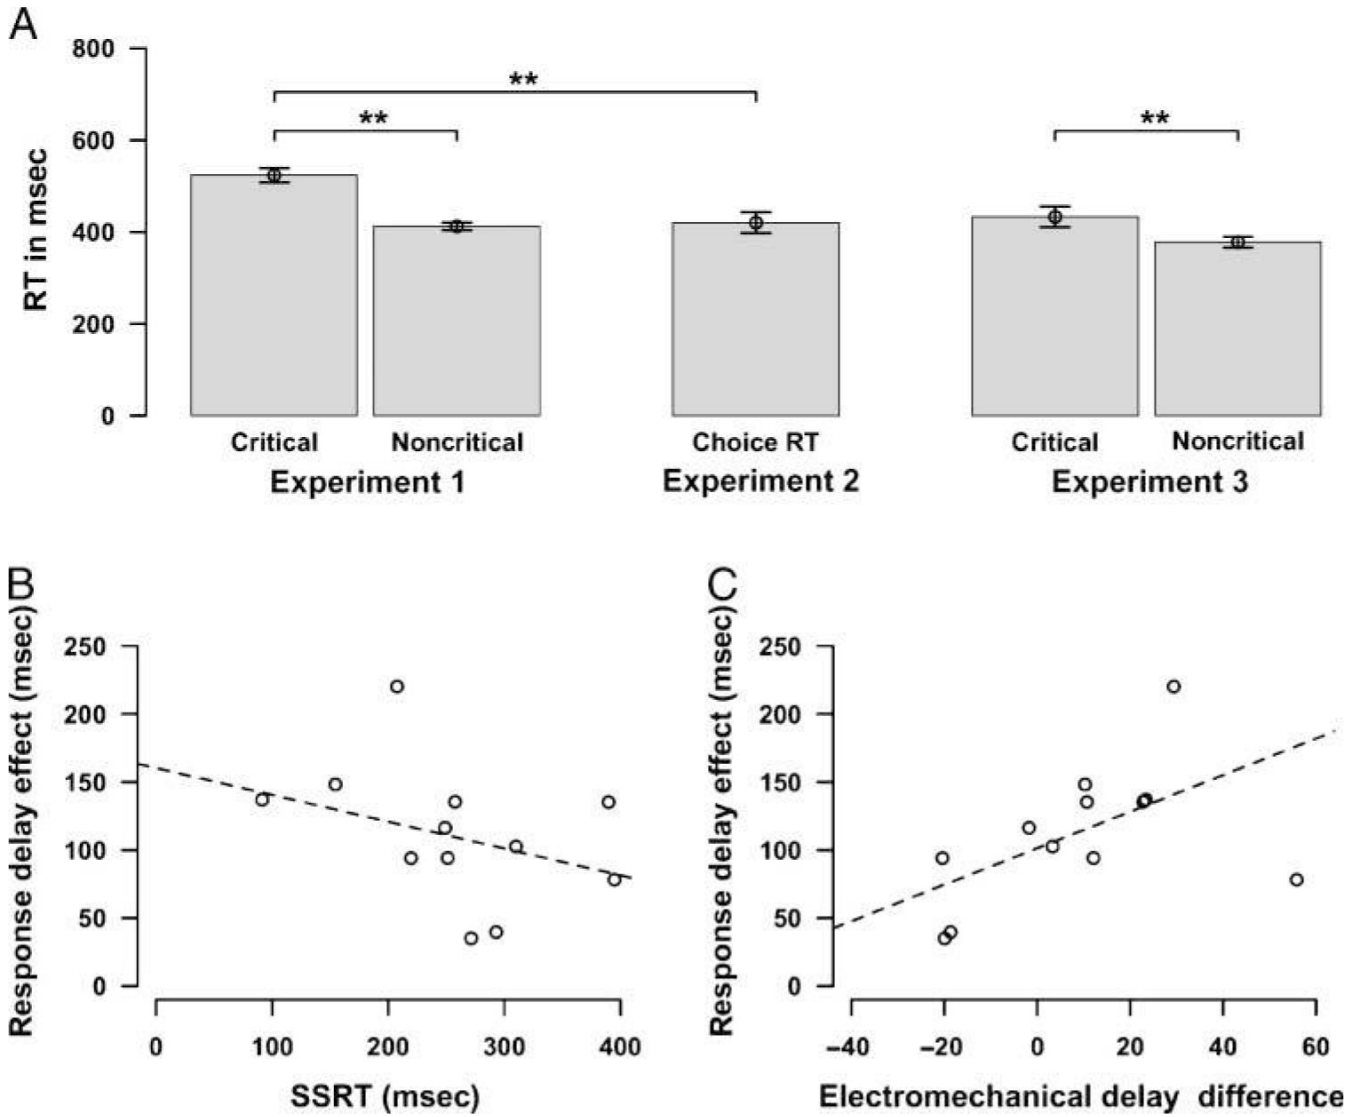 A
RT in msec
800
600
400
200
0
**
**
**
Critical Noncritical Choice RT Critical Noncritical
Experiment 1 Experiment 2 Experiment 3
B
Response delay effect (msec)
250
200
150
100
50
0
0 100 200 300 400
SSRT (msec)
C
Response delay effect (msec)
250
200
150
100
50
0
−40 −20 0 20 40 60
Electromechanical delay difference